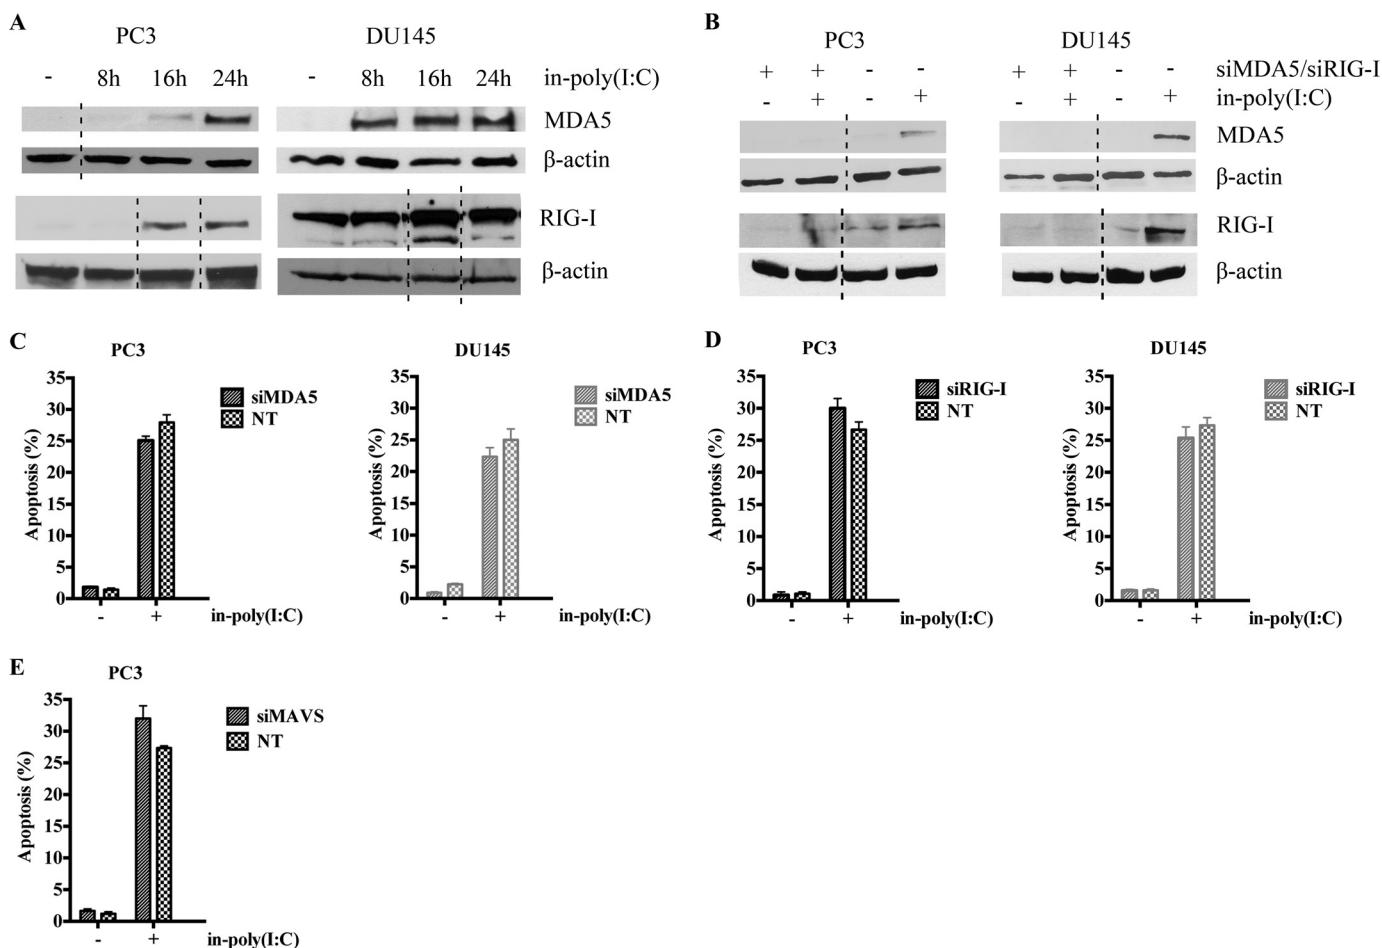 A
PC3 DU145
- 8h 16h 24h - 8h 16h 24h in-poly(I:C)
MDA5
β-actin
RIG-I
β-actin
B
PC3 DU145
+ + - - + + - - siMDA5/siRIG-I
- + - + - + - + in-poly(I:C)
MDA5
β-actin
RIG-I
β-actin
C
PC3
Apoptosis (%)
35
30
25
20
15
10
5
0
siMDA5
NT
- + in-poly(I:C)
DU145
Apoptosis (%)
35
30
25
20
15
10
5
0
siMDA5
NT
- + in-poly(I:C)
D
PC3
Apoptosis (%)
35
30
25
20
15
10
5
0
siRIG-I
NT
- + in-poly(I:C)
DU145
Apoptosis (%)
35
30
25
20
15
10
5
0
siRIG-I
NT
- + in-poly(I:C)
E
PC3
Apoptosis (%)
35
30
25
20
15
10
5
0
siMAVS
NT
- + in-poly(I:C)